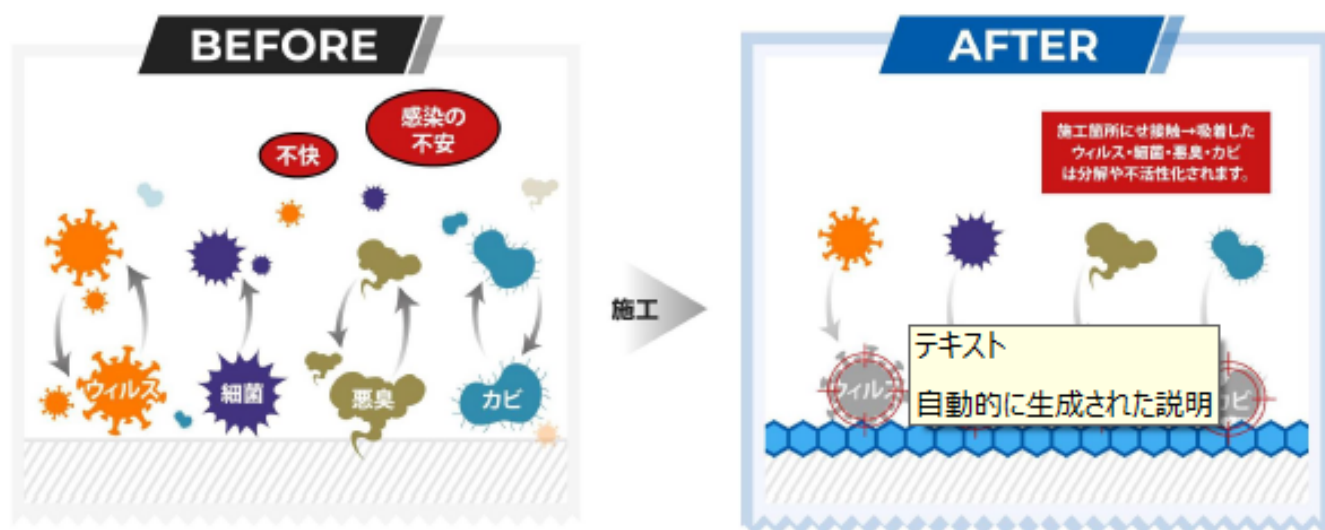 BEFORE
不快
感染の
不安
ウィルス
細菌
悪臭
カビ
施工
AFTER
施工箇所にせ接触→吸着した
ウィルス・細菌・悪臭・カビ
は分解や不活性化されます。
ウィルス
カビ
テキスト
自動的に生成された説明